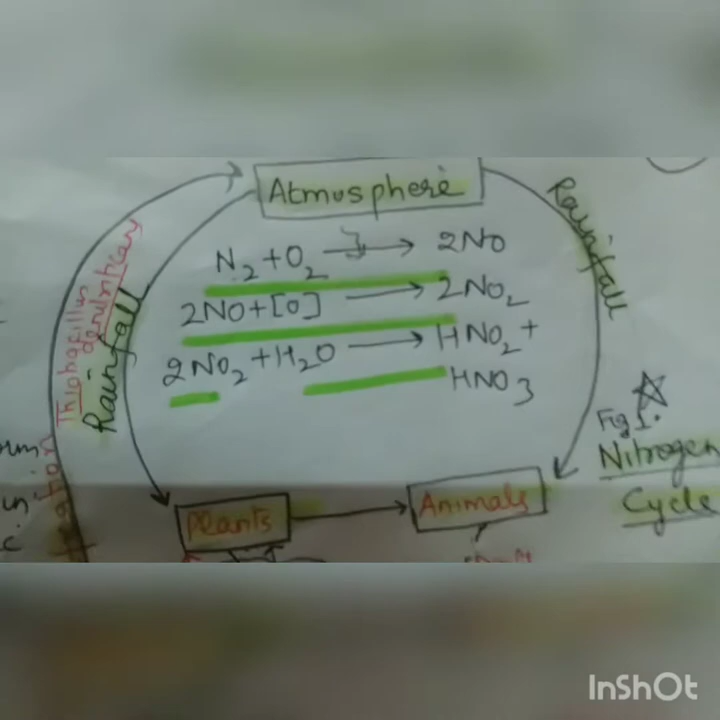 Atmosphere
N₂ + O₂ → 2NO
2NO + [O] → 2NO₂
2NO₂ + H₂O → HNO₂ +
HNO₃
Rainfall
Thiobacillus
denitrificans
Rainfall
Fig 1.
Nitrogen
Cycle
Plants
Animals
InShOt